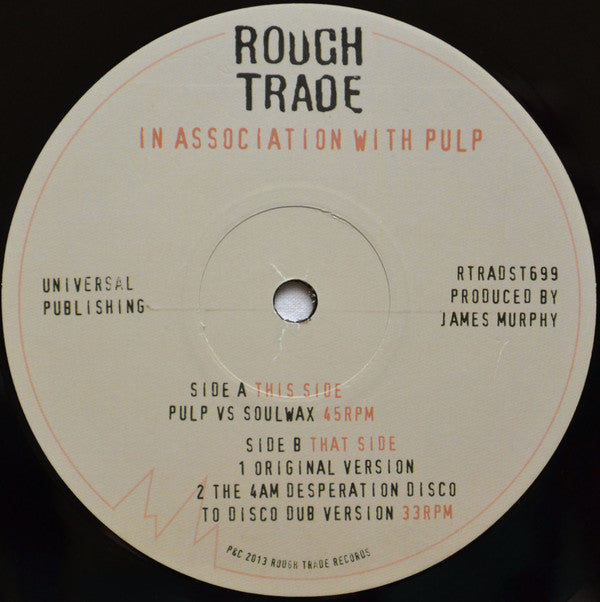 ROUGH
TRADE
IN ASSOCIATION WITH PULP
UNIVERSAL
PUBLISHING
RTRADST699
PRODUCED BY
JAMES MURPHY
SIDE A THIS SIDE
PULP VS SOULWAX 45RPM
SIDE B THAT SIDE
1 ORIGINAL VERSION
2 THE 4AM DESPERATION DISCO
TO DISCO DUB VERSION 33RPM
P&C 2013 ROUGH TRADE RECORDS